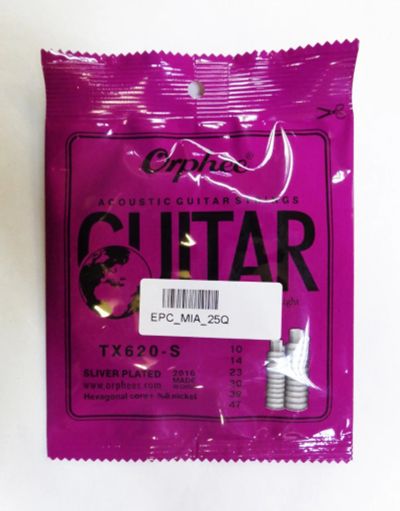 Orphee®
ACOUSTIC GUITAR STRINGS
GUITAR
light
EPC_MIA_25Q
TX620-S
10
14
23
30
39
47
SLIVER PLATED
2016
MADE
www.orphees.com
Hexagonal core+ nickel